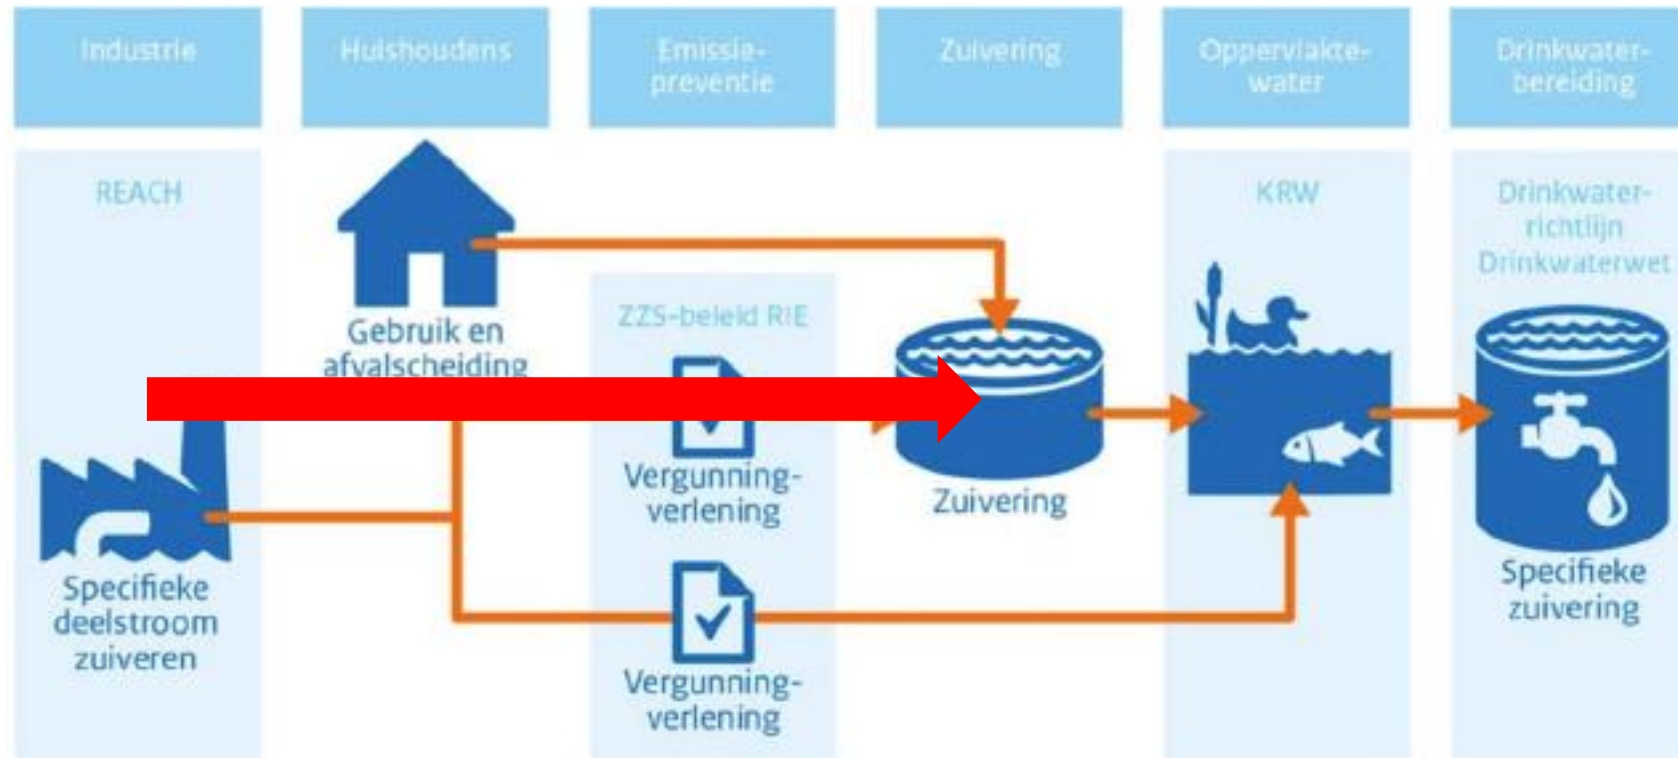 Industrie
Huishoudens
Emissie-
preventie
Zuivering
Oppervlakte-
water
Drinkwater-
bereiding
REACH
Specifieke
deelstroom
zuiveren
Gebruik en
afvalscheiding
ZZS-beleid RIE
Vergunning-
verlening
Vergunning-
verlening
Zuivering
KRW
Drinkwater-
richtlijn
Drinkwaterwet
Specifieke
zuivering